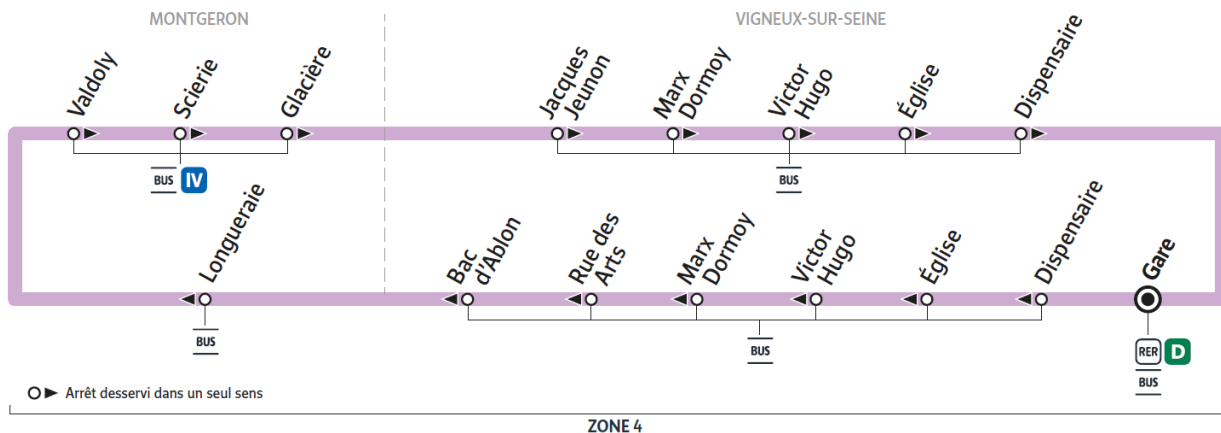 MONTGERON
VIGNEUX-SUR-SEINE
Valdoly
Scierie
Glacière
Jacques
Jeunon
Marx
Dormoy
Victor
Hugo
Église
Dispensaire
BUS IV
BUS
Longueraie
Bac
d'Ablon
Rue des
Arts
Marx
Dormoy
Victor
Hugo
Église
Dispensaire
Gare
BUS
BUS
RER D
BUS
Arrêt desservi dans un seul sens
ZONE 4